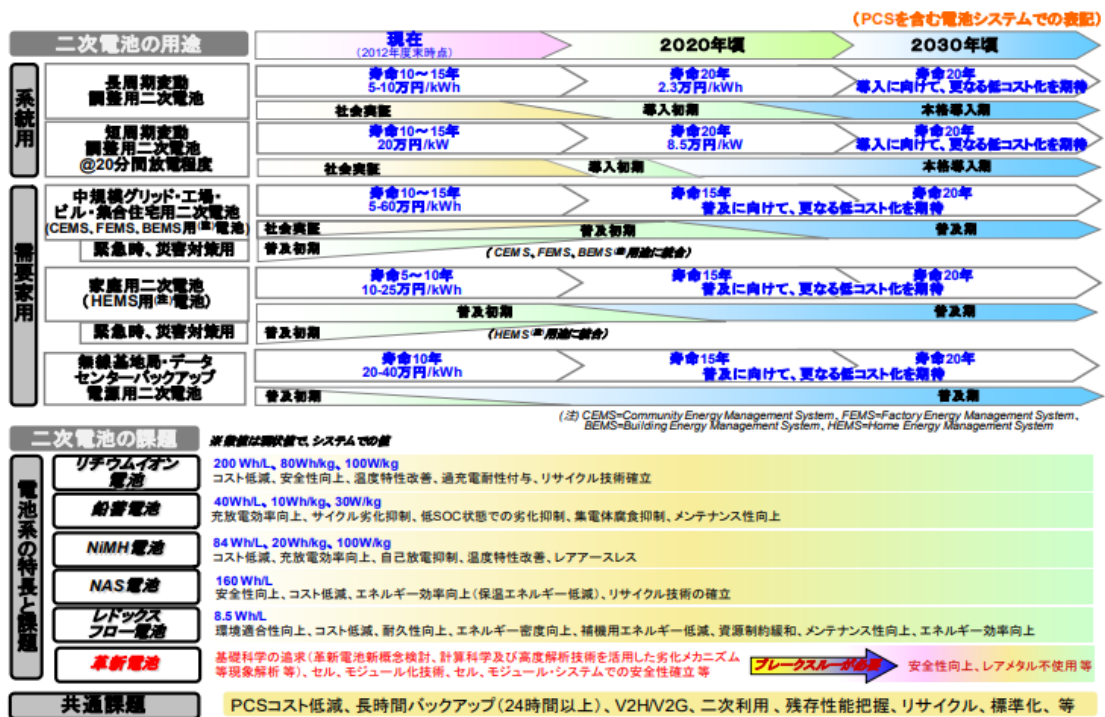 (PCSを含む電池システムでの表記)
二次電池の用途
現在
(2012年度末時点)
2020年頃
2030年頃
系統用
長周期変動
調整用二次電池
寿命10~15年
5-10万円/kWh
寿命20年
2.3万円/kWh
寿命20年
導入に向けて、更なる低コスト化を期待
社会実証
導入初期
本格導入期
短周期変動
調整用二次電池
@20分間放電程度
寿命10~15年
20万円/kW
寿命20年
8.5万円/kW
寿命20年
導入に向けて、更なる低コスト化を期待
社会実証
導入初期
本格導入期
需要家用
中規模グリッド・工場・
ビル・集合住宅用二次電池
(CEMS、FEMS、BEMS用(注)電池)
寿命10~15年
5-60万円/kWh
寿命15年
寿命20年
普及に向けて、更なる低コスト化を期待
社会実証
普及初期
普及期
緊急時、災害対策用
普及初期
(CEMS、FEMS、BEMS(注)用途に統合)
家庭用二次電池
(HEMS用(注)電池)
寿命5~10年
10-25万円/kWh
寿命15年
寿命20年
普及に向けて、更なる低コスト化を期待
普及初期
普及期
緊急時、災害対策用
普及初期
(HEMS(注)用途に統合)
無線基地局・データ
センターバックアップ
電源用二次電池
寿命10年
20-40万円/kWh
寿命15年
寿命20年
普及に向けて、更なる低コスト化を期待
普及初期
普及期
(注) CEMS=Community Energy Management System、FEMS=Factory Energy Management System、
BEMS=Building Energy Management System、HEMS=Home Energy Management System
二次電池の課題
※ 数値は現状値で、システムでの値
電池系の特長と課題
リチウムイオン
電池
200 Wh/L、80Wh/kg、100W/kg
コスト低減、安全性向上、温度特性改善、過充電耐性付与、リサイクル技術確立
鉛蓄電池
40Wh/L、10Wh/kg、30W/kg
充放電効率向上、サイクル劣化抑制、低SOC状態での劣化抑制、集電体腐食抑制、メンテナンス性向上
NiMH電池
84 Wh/L、20Wh/kg、100W/kg
コスト低減、充放電効率向上、自己放電抑制、温度特性改善、レアアースレス
NAS電池
160 Wh/L
安全性向上、コスト低減、エネルギー効率向上(保温エネルギー低減)、リサイクル技術の確立
レドックス
フロー電池
8.5 Wh/L
環境適合性向上、コスト低減、耐久性向上、エネルギー密度向上、補機用エネルギー低減、資源制約緩和、メンテナンス性向上、エネルギー効率向上
革新電池
基礎科学の追求(革新電池新概念検討、計算科学及び高度解析技術を活用した劣化メカニズム
等現象解析 等)、セル、モジュール化技術、セル、モジュール・システムでの安全性確立 等
ブレークスルーが必要
安全性向上、レアメタル不使用 等
共通課題
PCSコスト低減、長時間バックアップ(24時間以上)、V2H/V2G、二次利用、残存性能把握、リサイクル、標準化、等